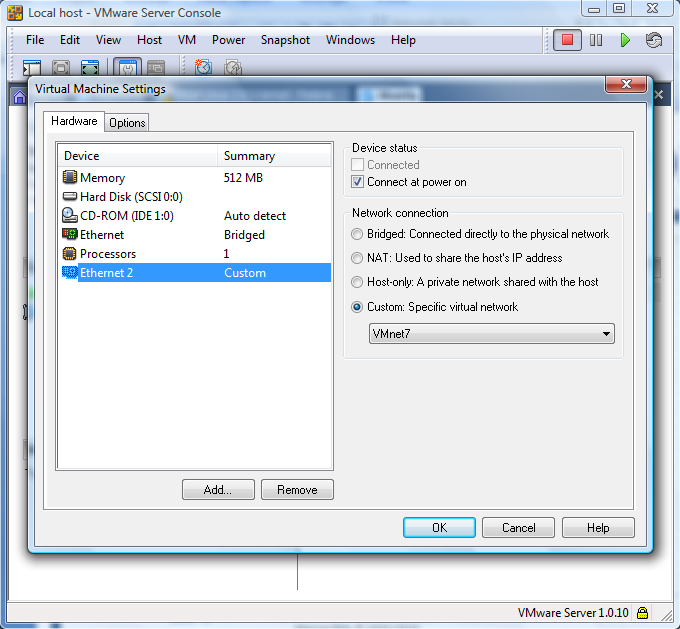 Local host - VMware Server Console
File Edit View Host VM Power Snapshot Windows Help
Virtual Machine Settings
Hardware Options
Device Summary
Memory 512 MB
Hard Disk (SCSI 0:0)
CD-ROM (IDE 1:0) Auto detect
Ethernet Bridged
Processors 1
Ethernet 2 Custom
Add... Remove
Device status
Connected
Connect at power on
Network connection
Bridged: Connected directly to the physical network
NAT: Used to share the host's IP address
Host-only: A private network shared with the host
Custom: Specific virtual network
VMnet7
OK Cancel Help
VMware Server 1.0.10